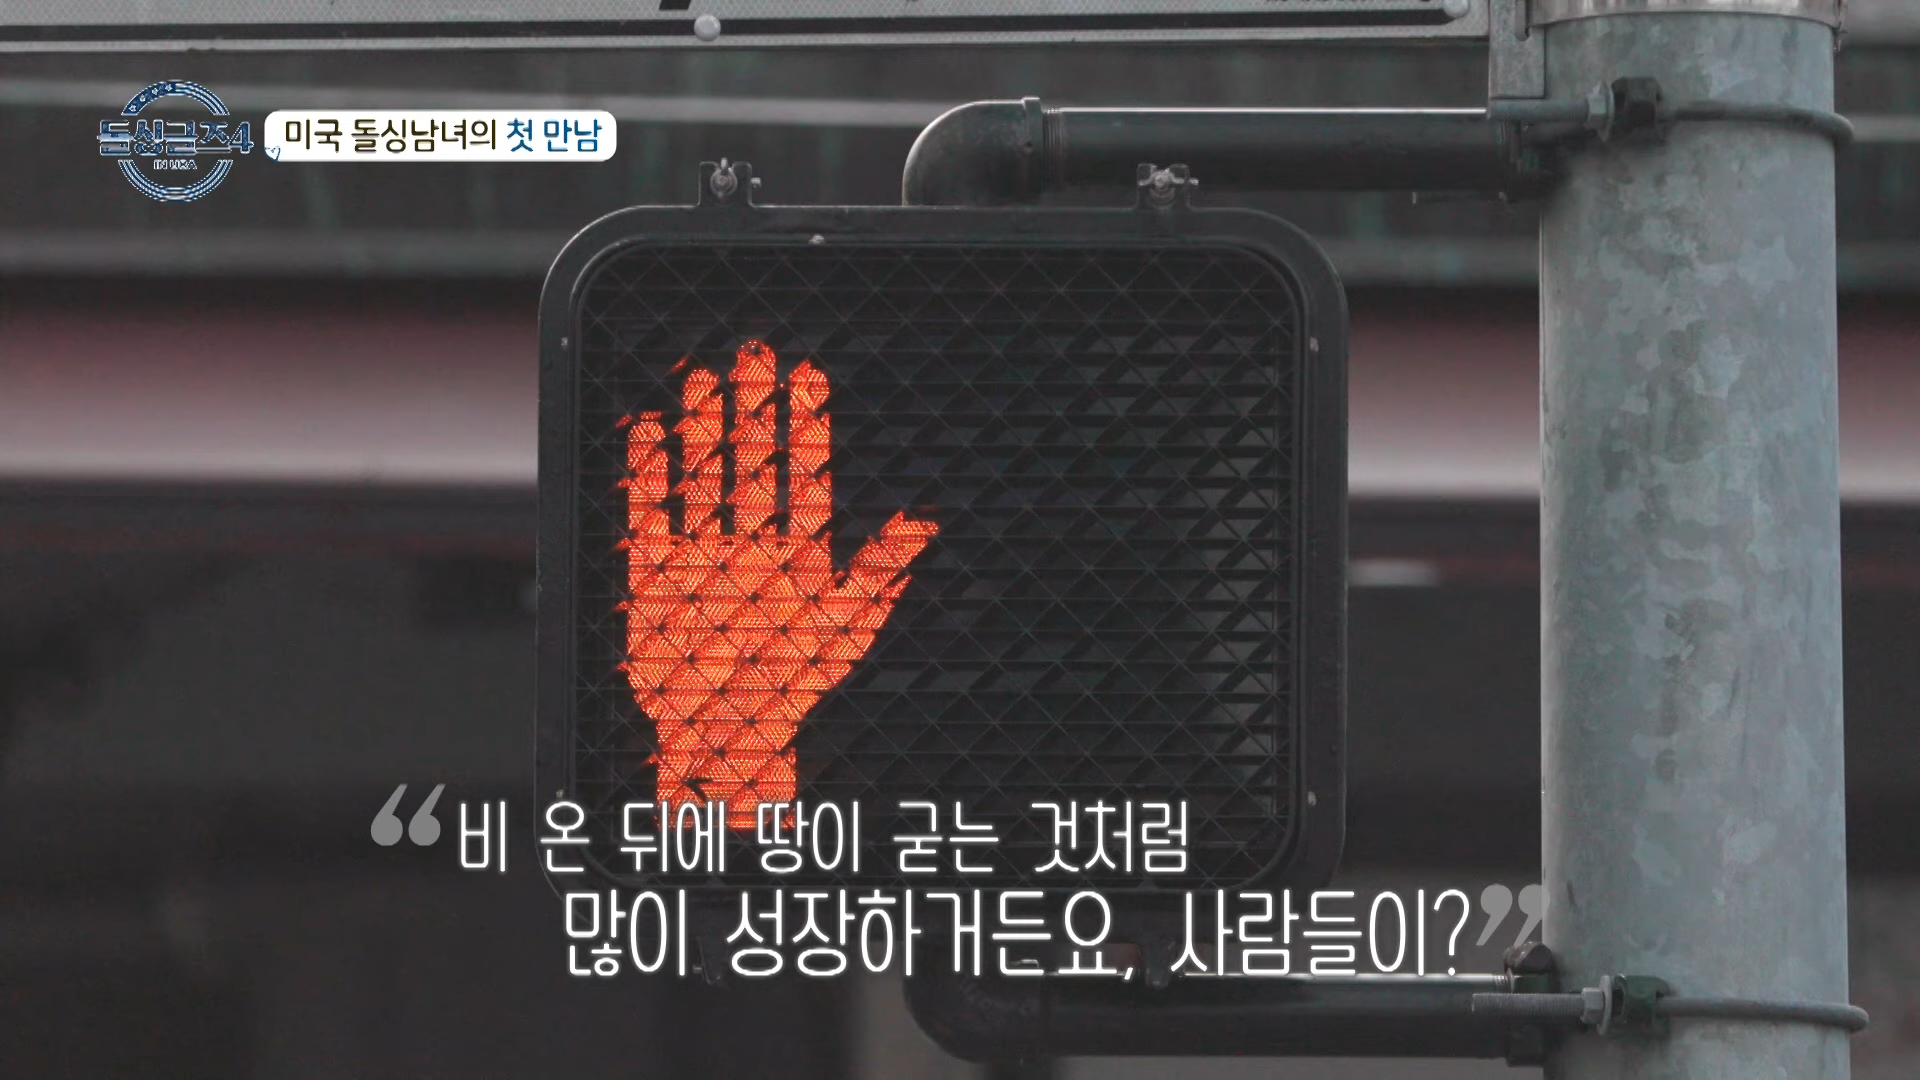 돌싱글즈4
IN USA
미국 돌싱남녀의 첫 만남
“비 온 뒤에 땅이 굳는 것처럼
많이 성장하거든요, 사람들이?”